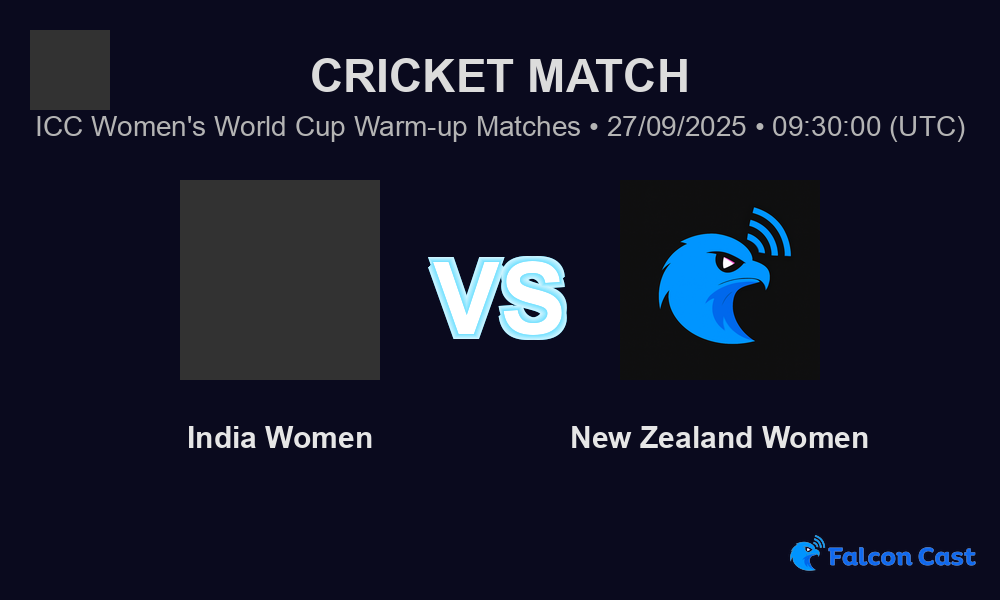 CRICKET MATCH
ICC Women's World Cup Warm-up Matches • 27/09/2025 • 09:30:00 (UTC)
VS
India Women
New Zealand Women
Falcon Cast